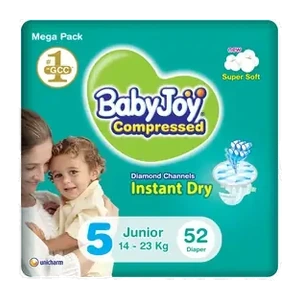 Mega Pack
1
in GCC
new
Super Soft
BabyJoy
Compressed
Diamond Channels
Instant Dry
5
Junior
14 - 23 Kg
52
Diaper
unicharm